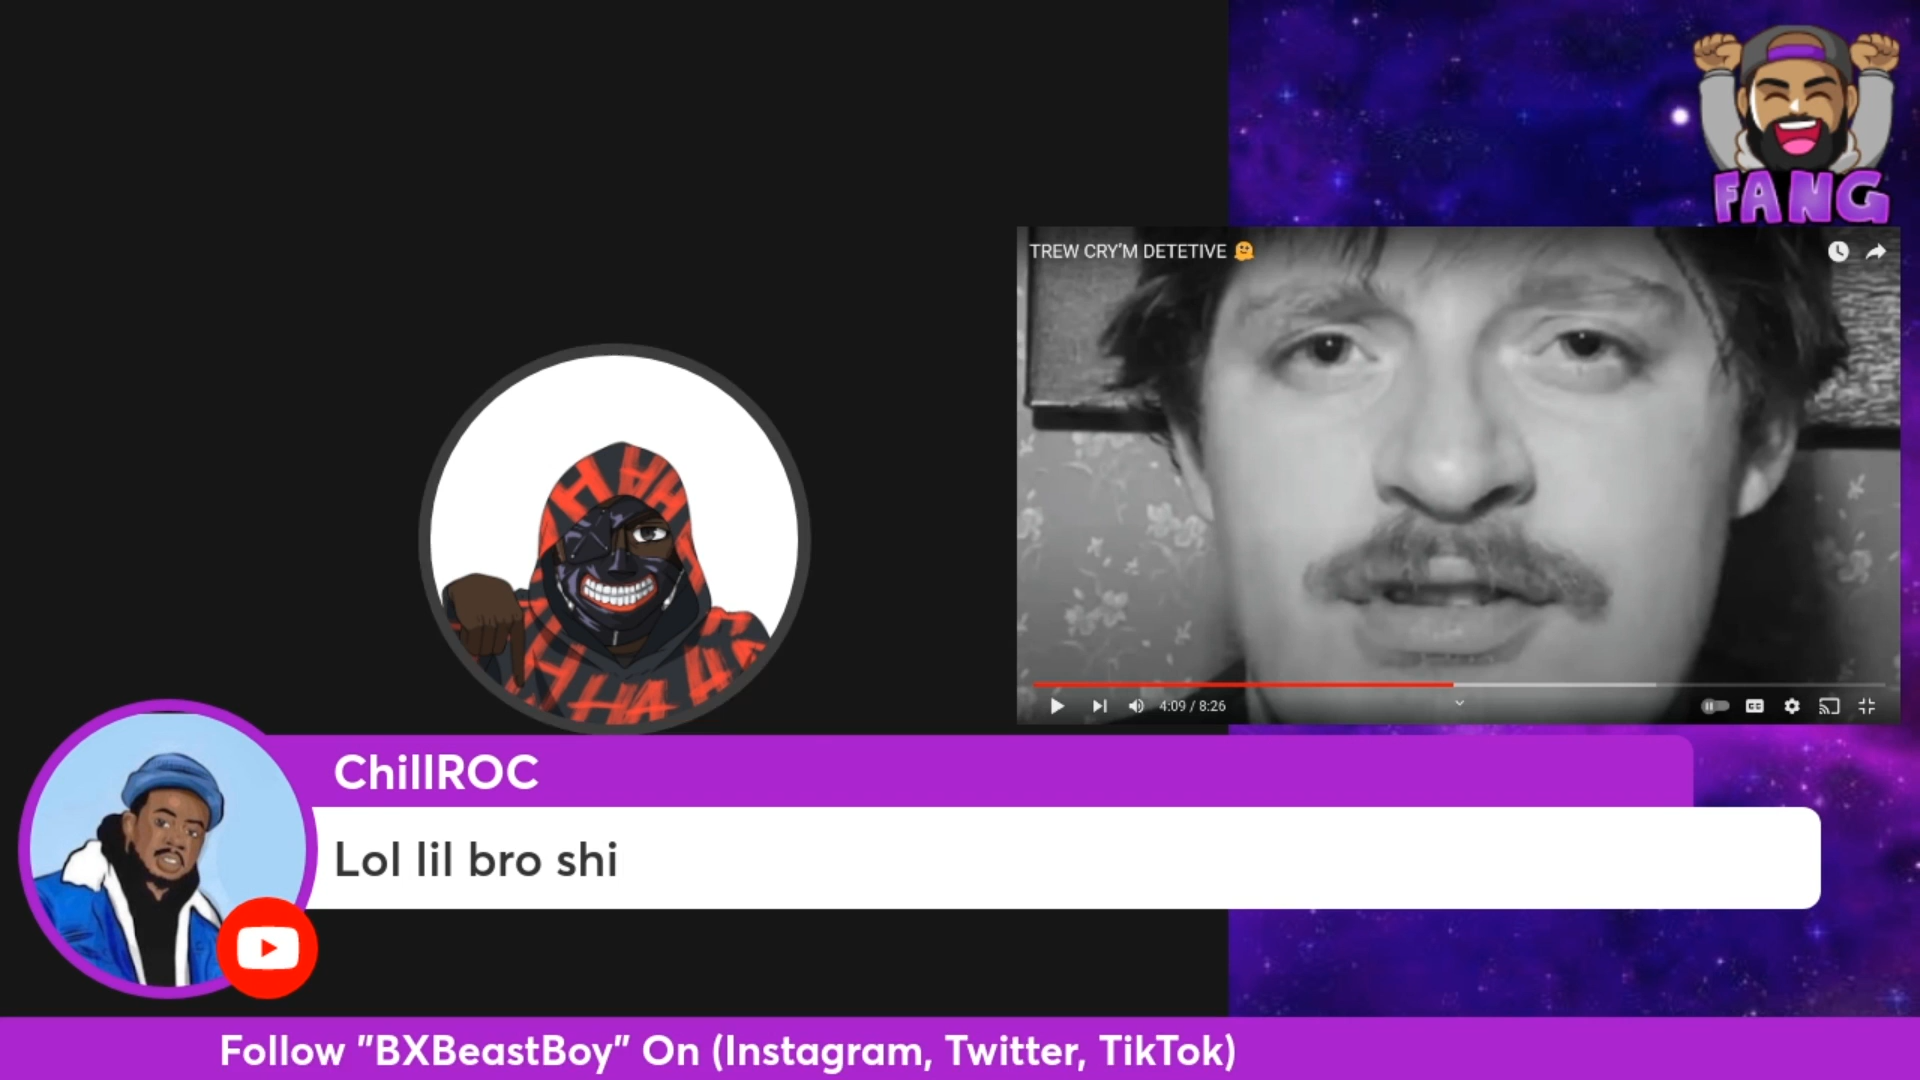 FANG
TREW CRY'M DETETIVE
4:09 / 8:26
CC
ChillROC
Lol lil bro shi
Follow "BXBeastBoy" On (Instagram, Twitter, TikTok)